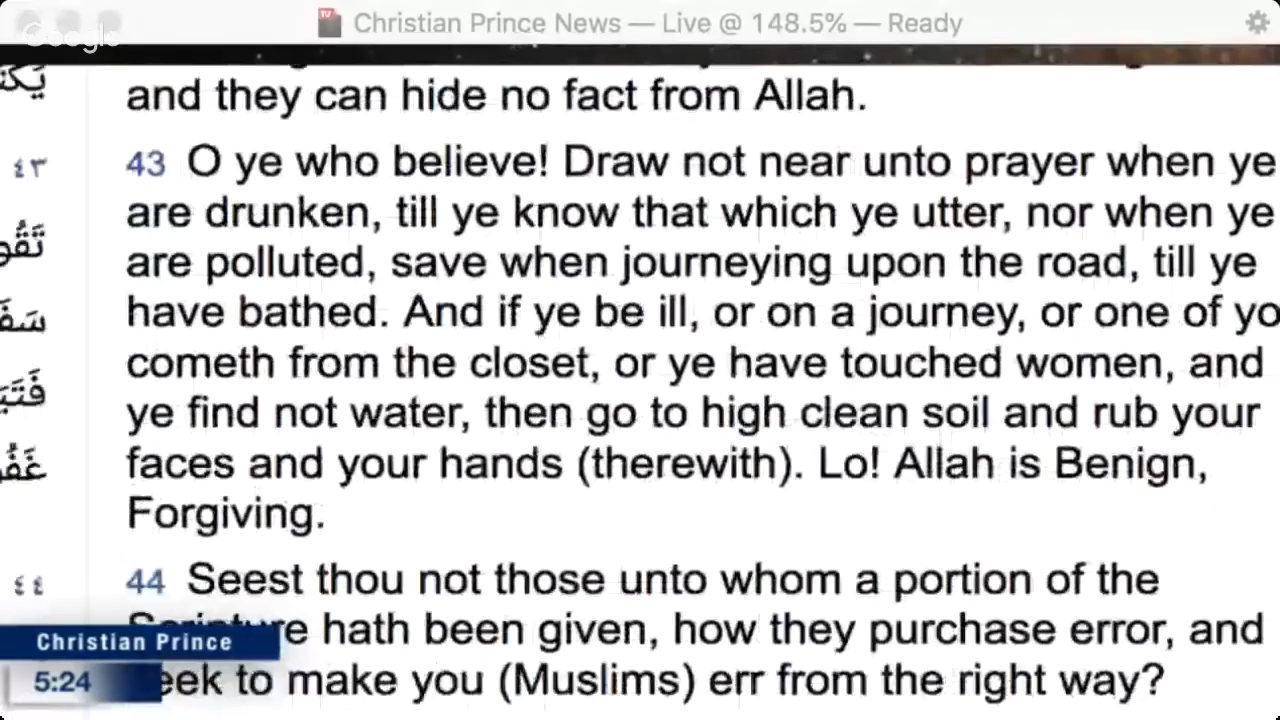 Christian Prince News — Live @ 148.5% — Ready
Google
and they can hide no fact from Allah.
٤٣
43 O ye who believe! Draw not near unto prayer when ye
are drunken, till ye know that which ye utter, nor when ye
are polluted, save when journeying upon the road, till ye
have bathed. And if ye be ill, or on a journey, or one of yo
cometh from the closet, or ye have touched women, and
ye find not water, then go to high clean soil and rub your
faces and your hands (therewith). Lo! Allah is Benign,
Forgiving.
٤٤
44 Seest thou not those unto whom a portion of the
Scripture hath been given, how they purchase error, and
eek to make you (Muslims) err from the right way?
Christian Prince
5:24